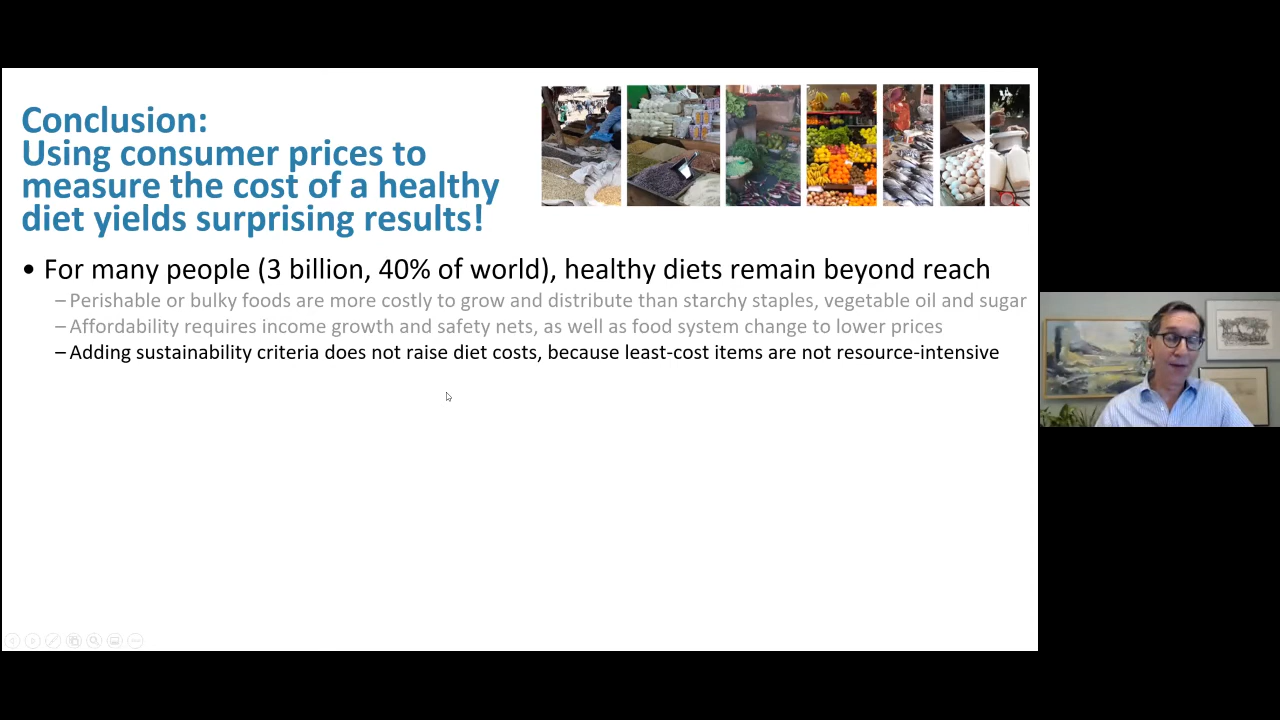 Conclusion:
Using consumer prices to
measure the cost of a healthy
diet yields surprising results!
• For many people (3 billion, 40% of world), healthy diets remain beyond reach
– Perishable or bulky foods are more costly to grow and distribute than starchy staples, vegetable oil and sugar
– Affordability requires income growth and safety nets, as well as food system change to lower prices
– Adding sustainability criteria does not raise diet costs, because least-cost items are not resource-intensive